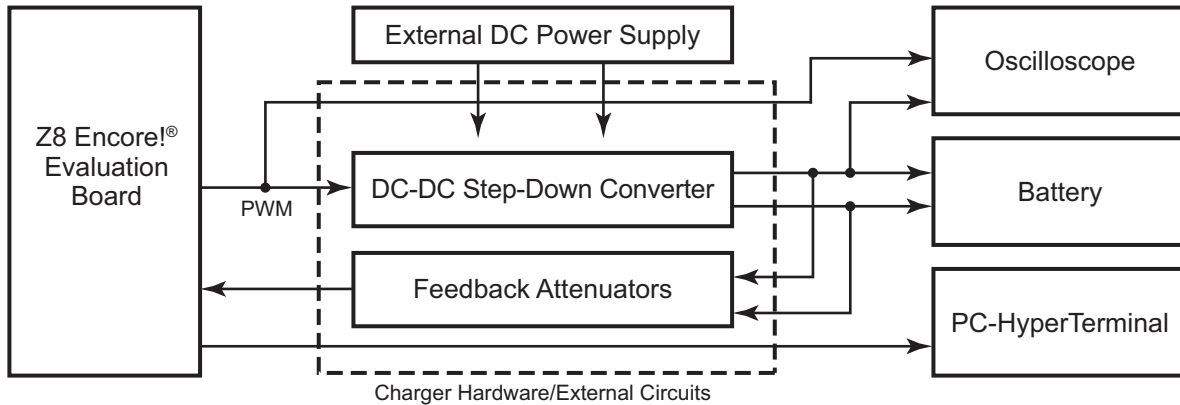 External DC Power Supply
Oscilloscope
Z8 Encore!®
Evaluation
Board
PWM
DC-DC Step-Down Converter
Battery
Feedback Attenuators
PC-HyperTerminal
Charger Hardware/External Circuits